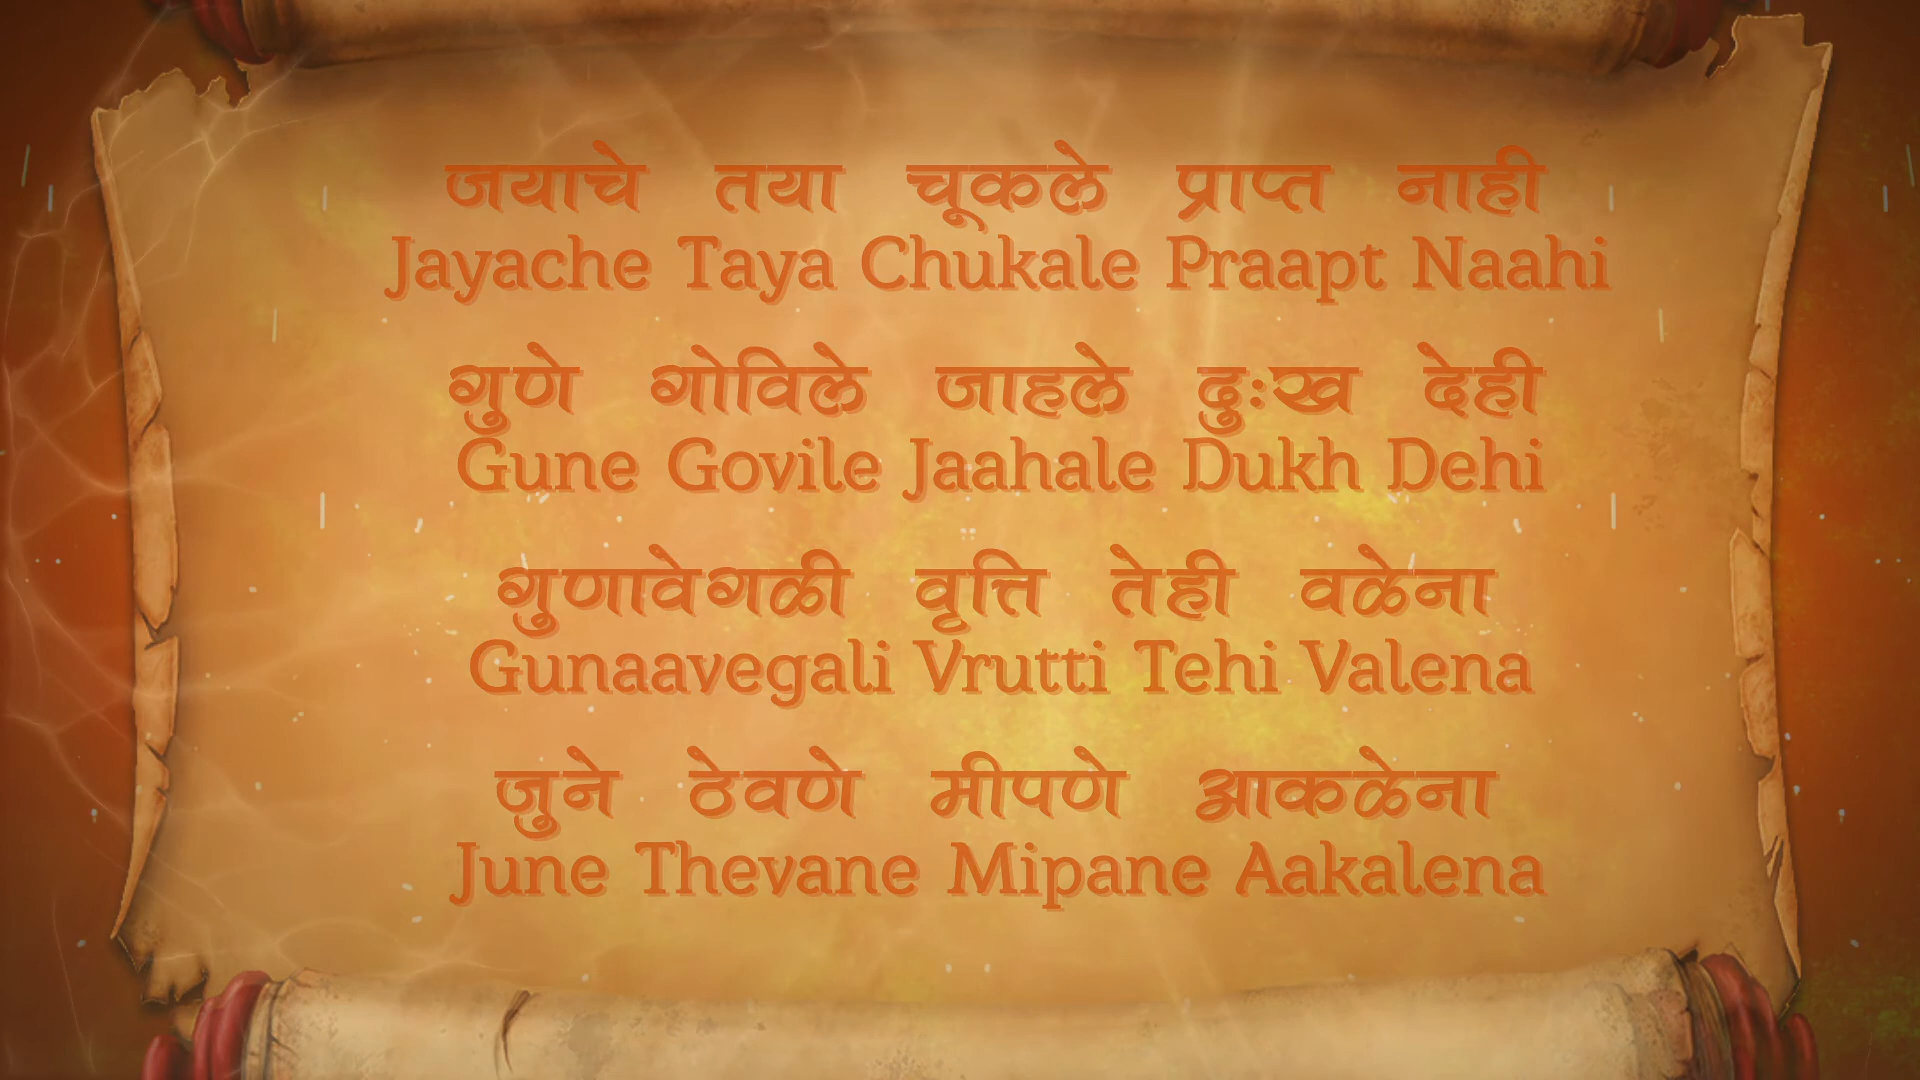 जयाचे तया चूकले प्राप्त नाही
Jayache Taya Chukale Praapt Naahi
गुणे गोविले जाहले दुःख देही
Gune Govile Jaahale Dukh Dehi
गुणावेगळी वृत्ति तेही वळेना
Gunaavegali Vrutti Tehi Valena
जुने ठेवणे मीपणे आकळेना
June Thevane Mipane Aakalena